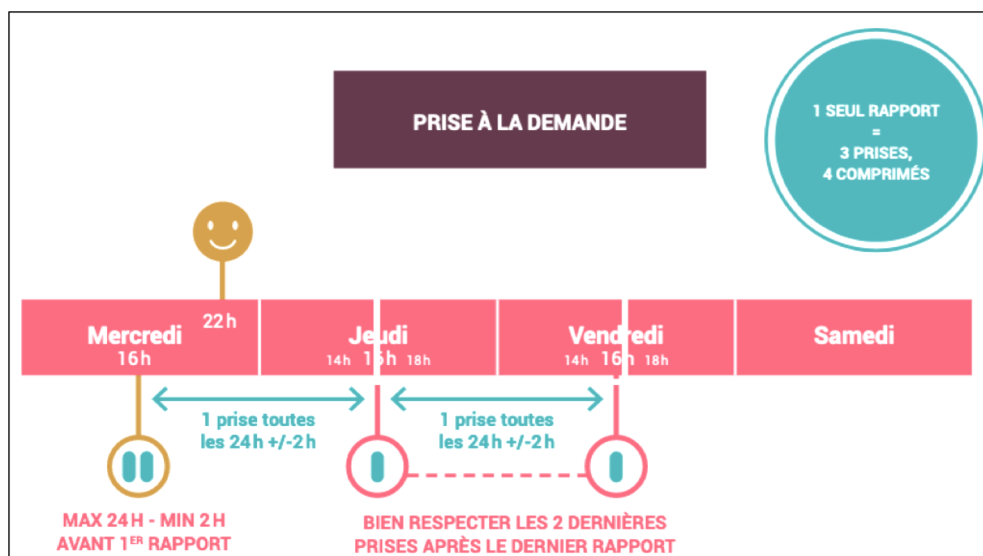 PRISE À LA DEMANDE
1 SEUL RAPPORT
=
3 PRISES,
4 COMPRIMÉS
22 h
Mercredi
16h
Jeudi
14h 16h 18h
Vendredi
14h 16h 18h
Samedi
1 prise toutes
les 24h +/-2h
1 prise toutes
les 24h +/-2h
MAX 24H - MIN 2H
AVANT 1ER RAPPORT
BIEN RESPECTER LES 2 DERNIÈRES
PRISES APRÈS LE DERNIER RAPPORT